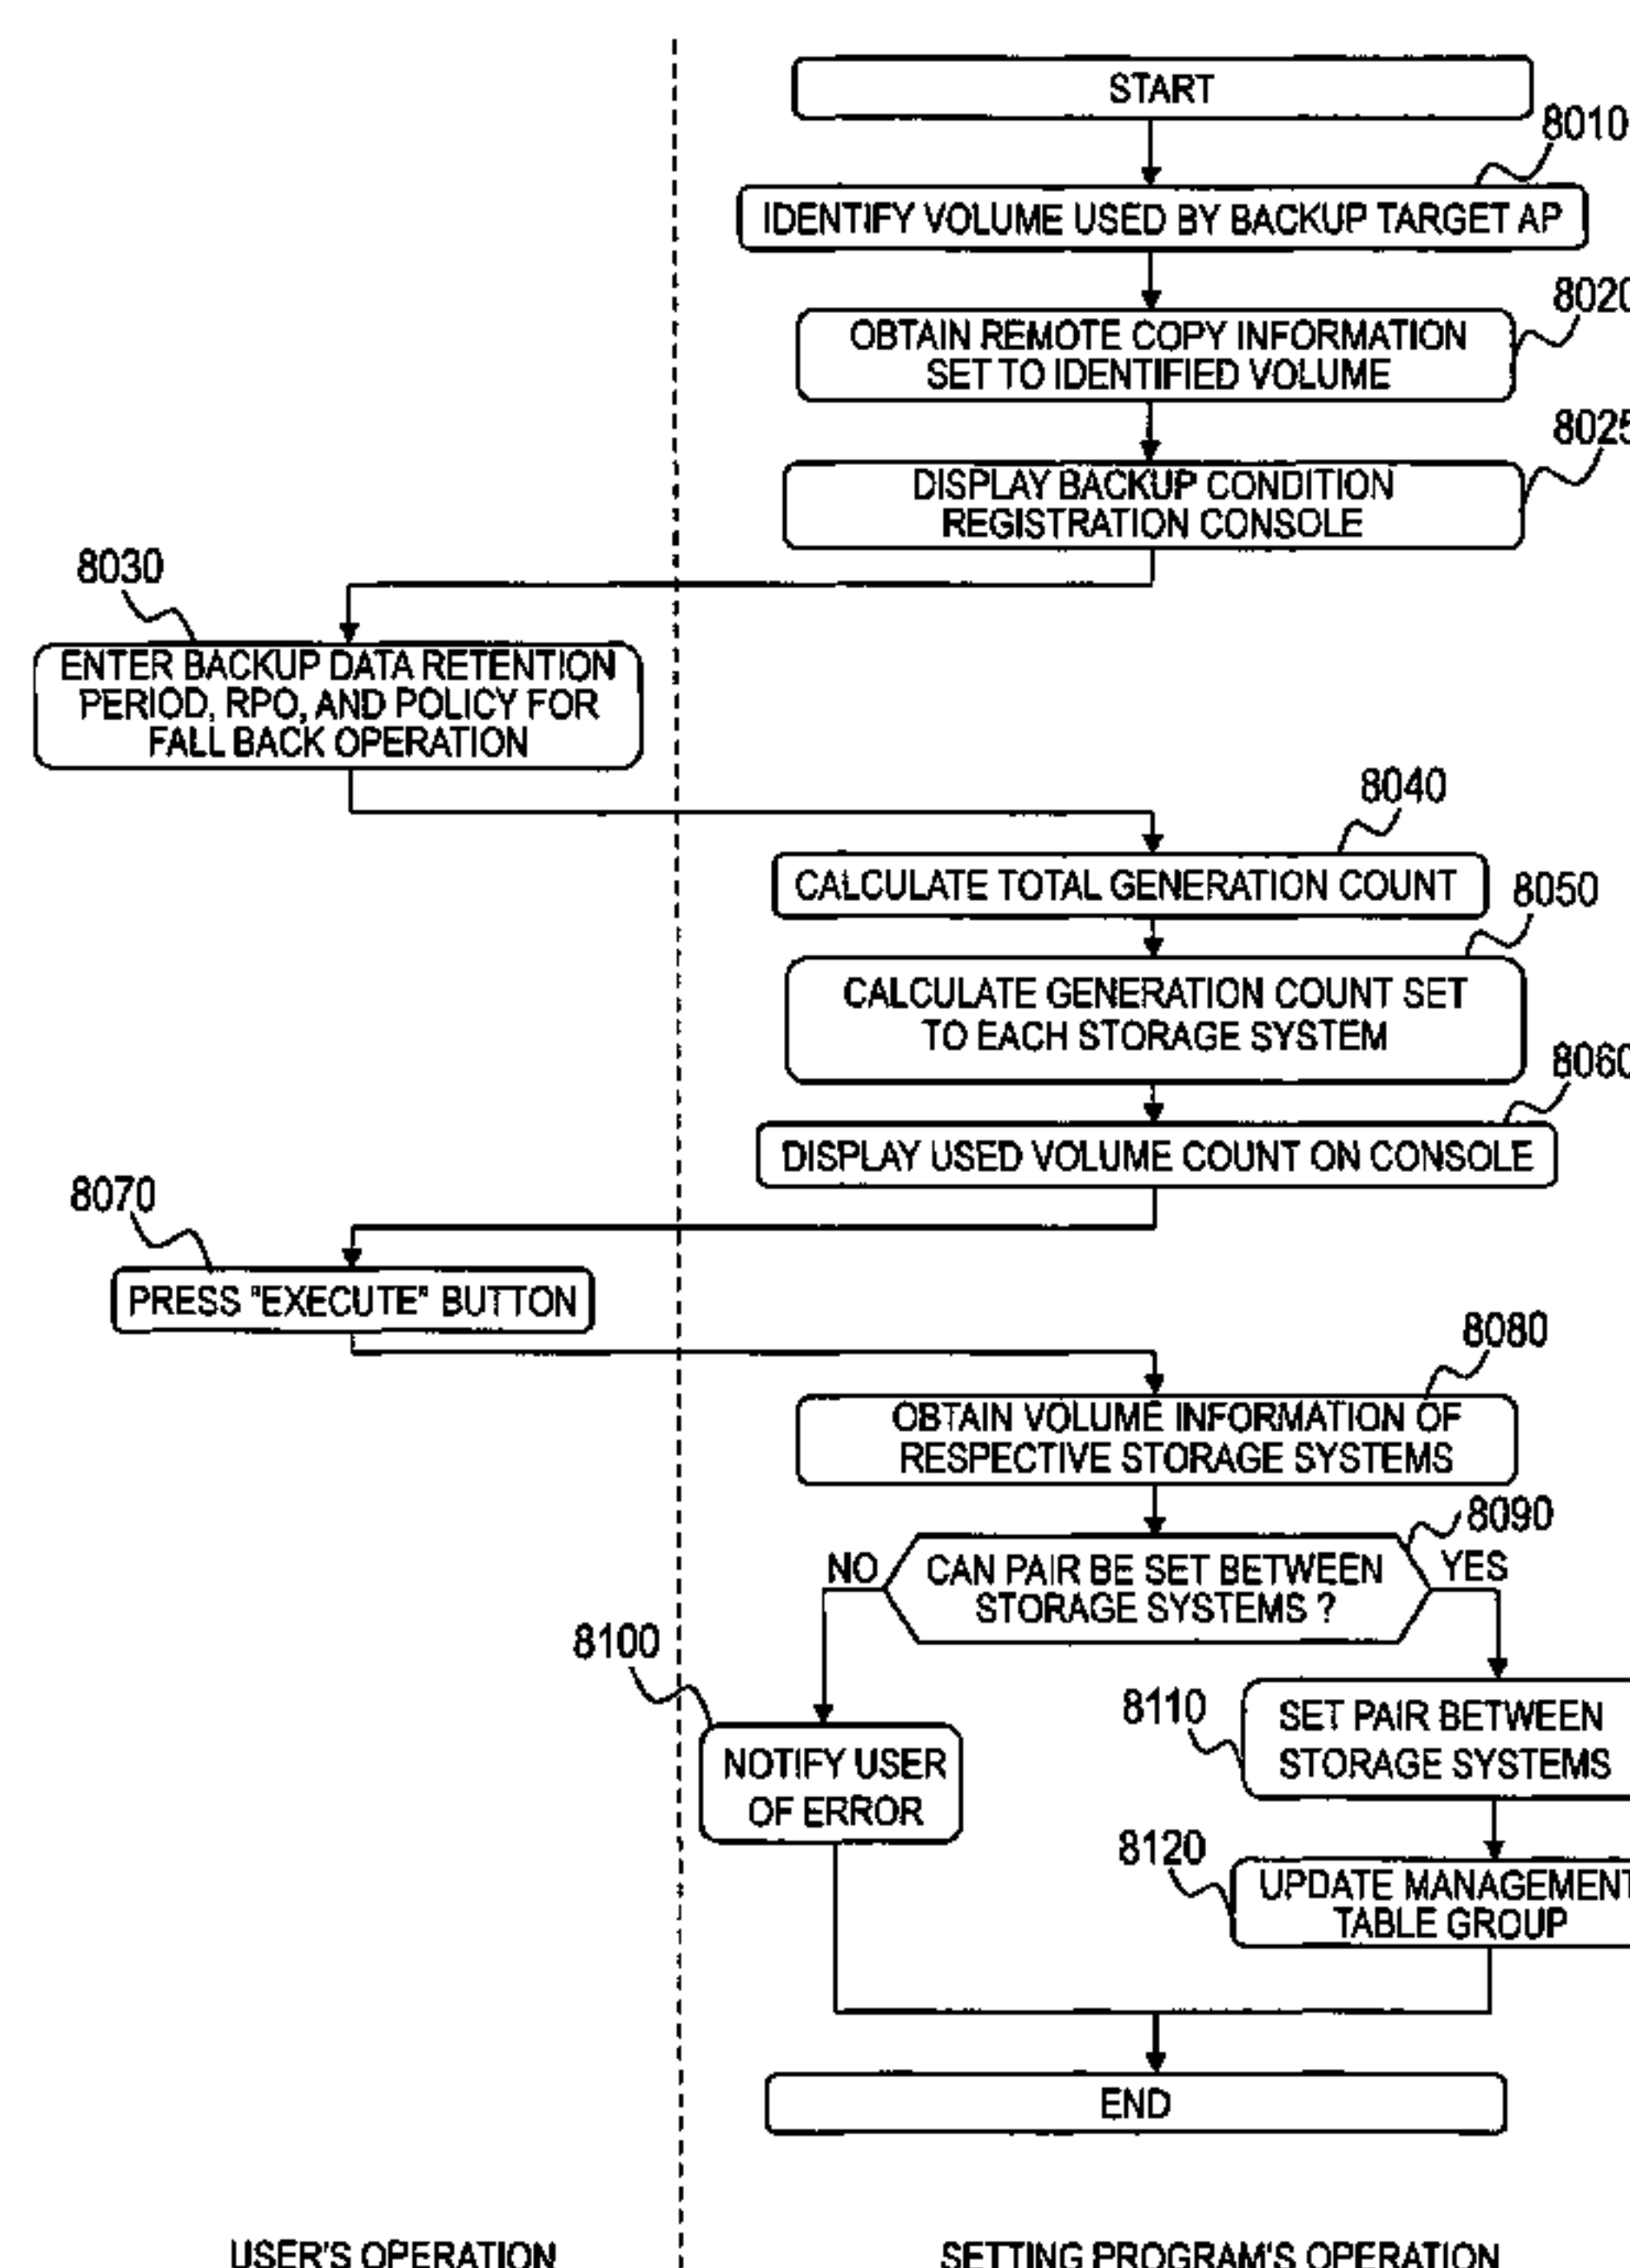 START
8010
IDENTIFY VOLUME USED BY BACKUP TARGET AP
8020
OBTAIN REMOTE COPY INFORMATION
SET TO IDENTIFIED VOLUME
8025
DISPLAY BACKUP CONDITION
REGISTRATION CONSOLE
8030
ENTER BACKUP DATA RETENTION
PERIOD, RPO, AND POLICY FOR
FALL BACK OPERATION
8040
CALCULATE TOTAL GENERATION COUNT
8050
CALCULATE GENERATION COUNT SET
TO EACH STORAGE SYSTEM
8060
DISPLAY USED VOLUME COUNT ON CONSOLE
8070
PRESS "EXECUTE" BUTTON
8080
OBTAIN VOLUME INFORMATION OF
RESPECTIVE STORAGE SYSTEMS
8090
NO
CAN PAIR BE SET BETWEEN
STORAGE SYSTEMS ?
YES
8100
NOTIFY USER
OF ERROR
8110
SET PAIR BETWEEN
STORAGE SYSTEMS
8120
UPDATE MANAGEMENT
TABLE GROUP
END
USER'S OPERATION
SETTING PROGRAM'S OPERATION